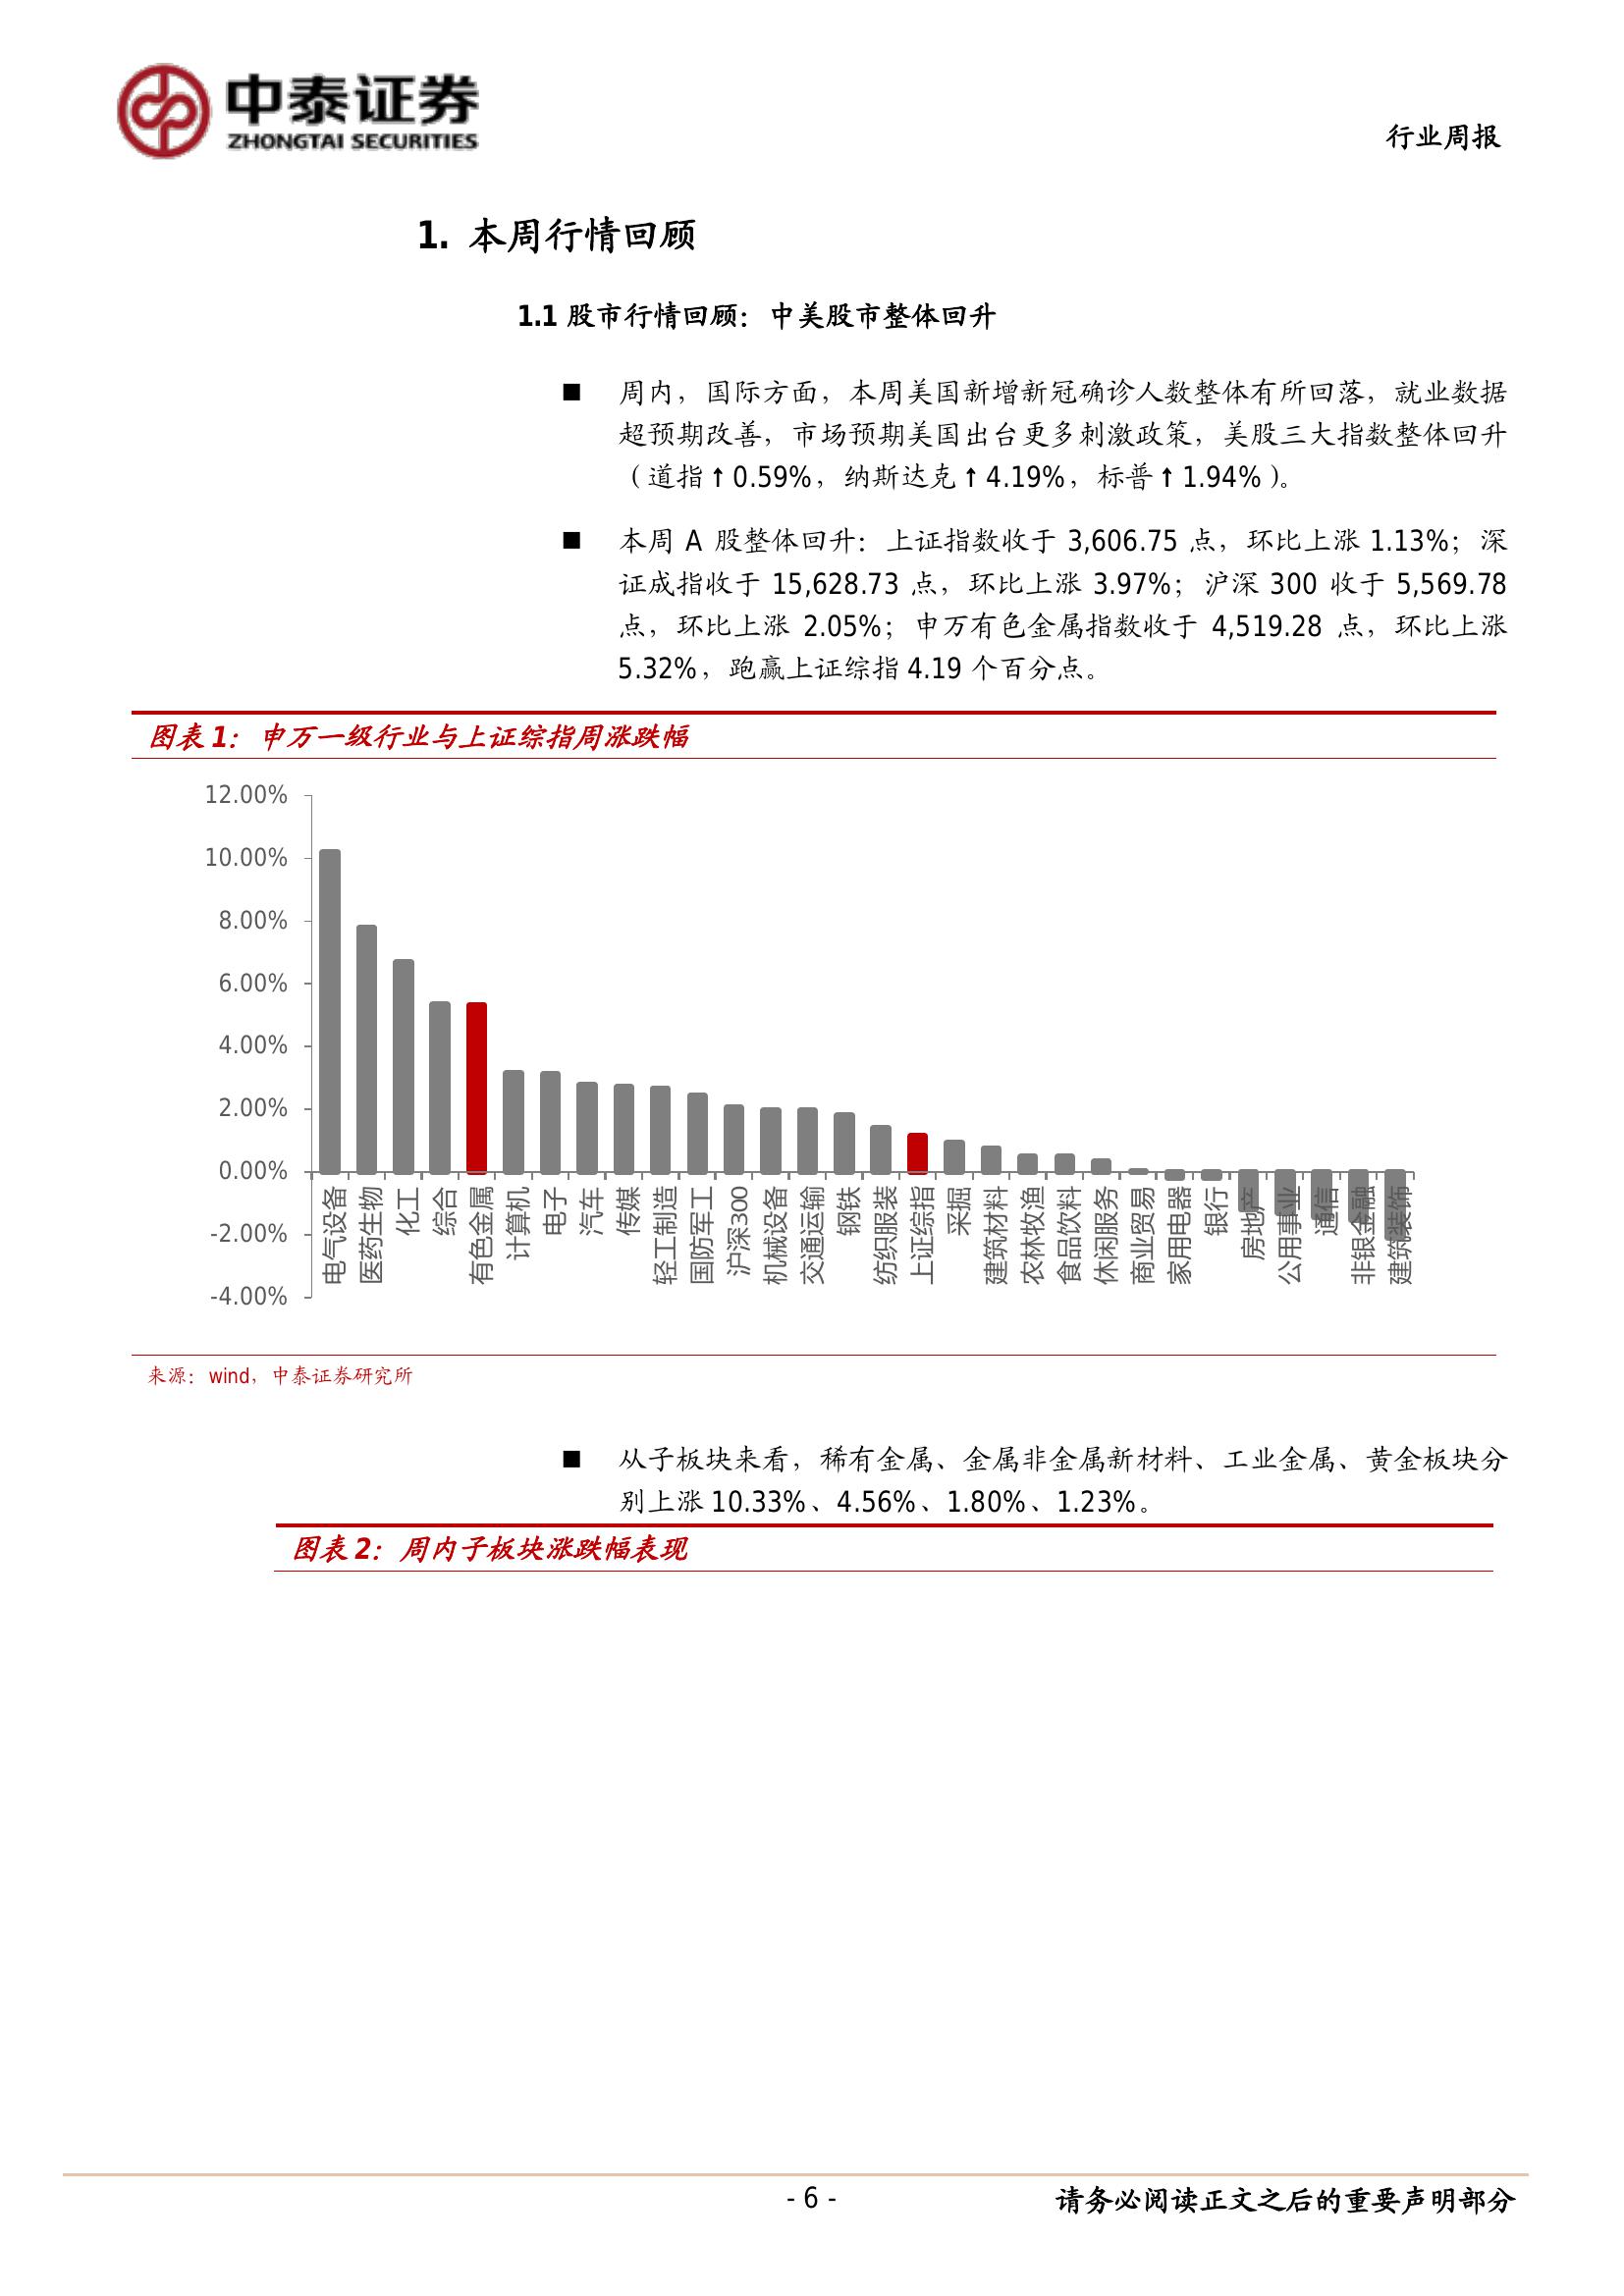 中泰证券
ZHONGTAI SECURITIES
行业周报
1. 本周行情回顾
1.1 股市行情回顾：中美股市整体回升
■ 周内，国际方面，本周美国新增新冠确诊人数整体有所回落，就业数据
超预期改善，市场预期美国出台更多刺激政策，美股三大指数整体回升
（道指↑0.59%，纳斯达克↑4.19%，标普↑1.94%）。
■ 本周 A 股整体回升：上证指数收于 3,606.75 点，环比上涨 1.13%；深
证成指收于 15,628.73 点，环比上涨 3.97%；沪深 300 收于 5,569.78
点，环比上涨 2.05%；申万有色金属指数收于 4,519.28 点，环比上涨
5.32%，跑赢上证综指 4.19 个百分点。
图表 1：申万一级行业与上证综指周涨跌幅
12.00%
10.00%
8.00%
6.00%
4.00%
2.00%
0.00%
-2.00%
-4.00%
电气设备
医药生物
化工
综合
有色金属
计算机
电子
汽车
传媒
轻工制造
国防军工
沪深300
机械设备
交通运输
钢铁
纺织服装
上证综指
采掘
建筑材料
农林牧渔
食品饮料
休闲服务
商业贸易
家用电器
银行
房地产
公用事业
通信
非银金融
建筑装饰
来源：wind，中泰证券研究所
■ 从子板块来看，稀有金属、金属非金属新材料、工业金属、黄金板块分
别上涨 10.33%、4.56%、1.80%、1.23%。
图表 2：周内子板块涨跌幅表现
- 6 -
请务必阅读正文之后的重要声明部分